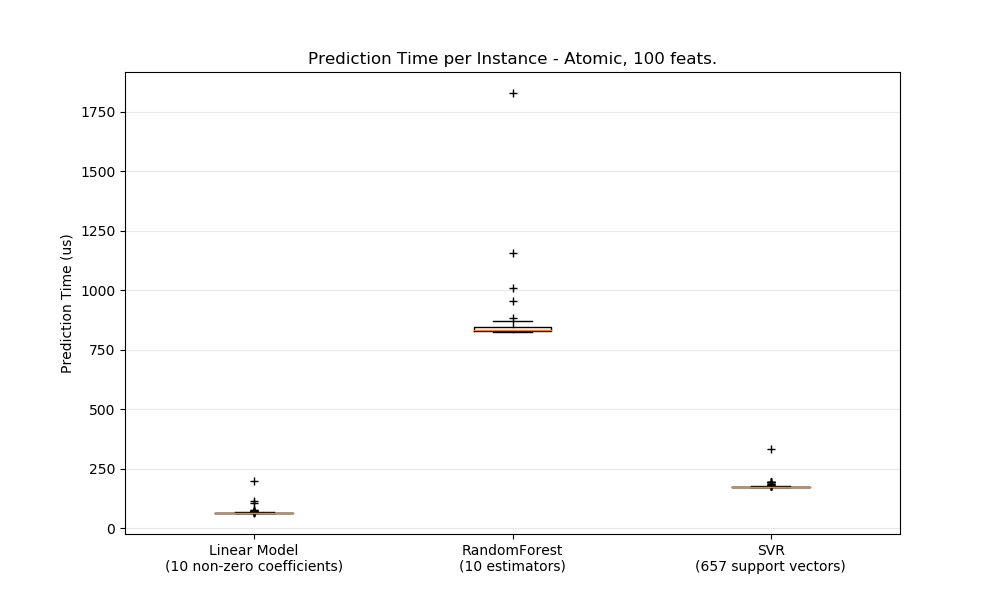 Prediction Time per Instance - Atomic, 100 feats.
Prediction Time (us)
1750
1500
1250
1000
750
500
250
0
Linear Model
(10 non-zero coefficients)
RandomForest
(10 estimators)
SVR
(657 support vectors)